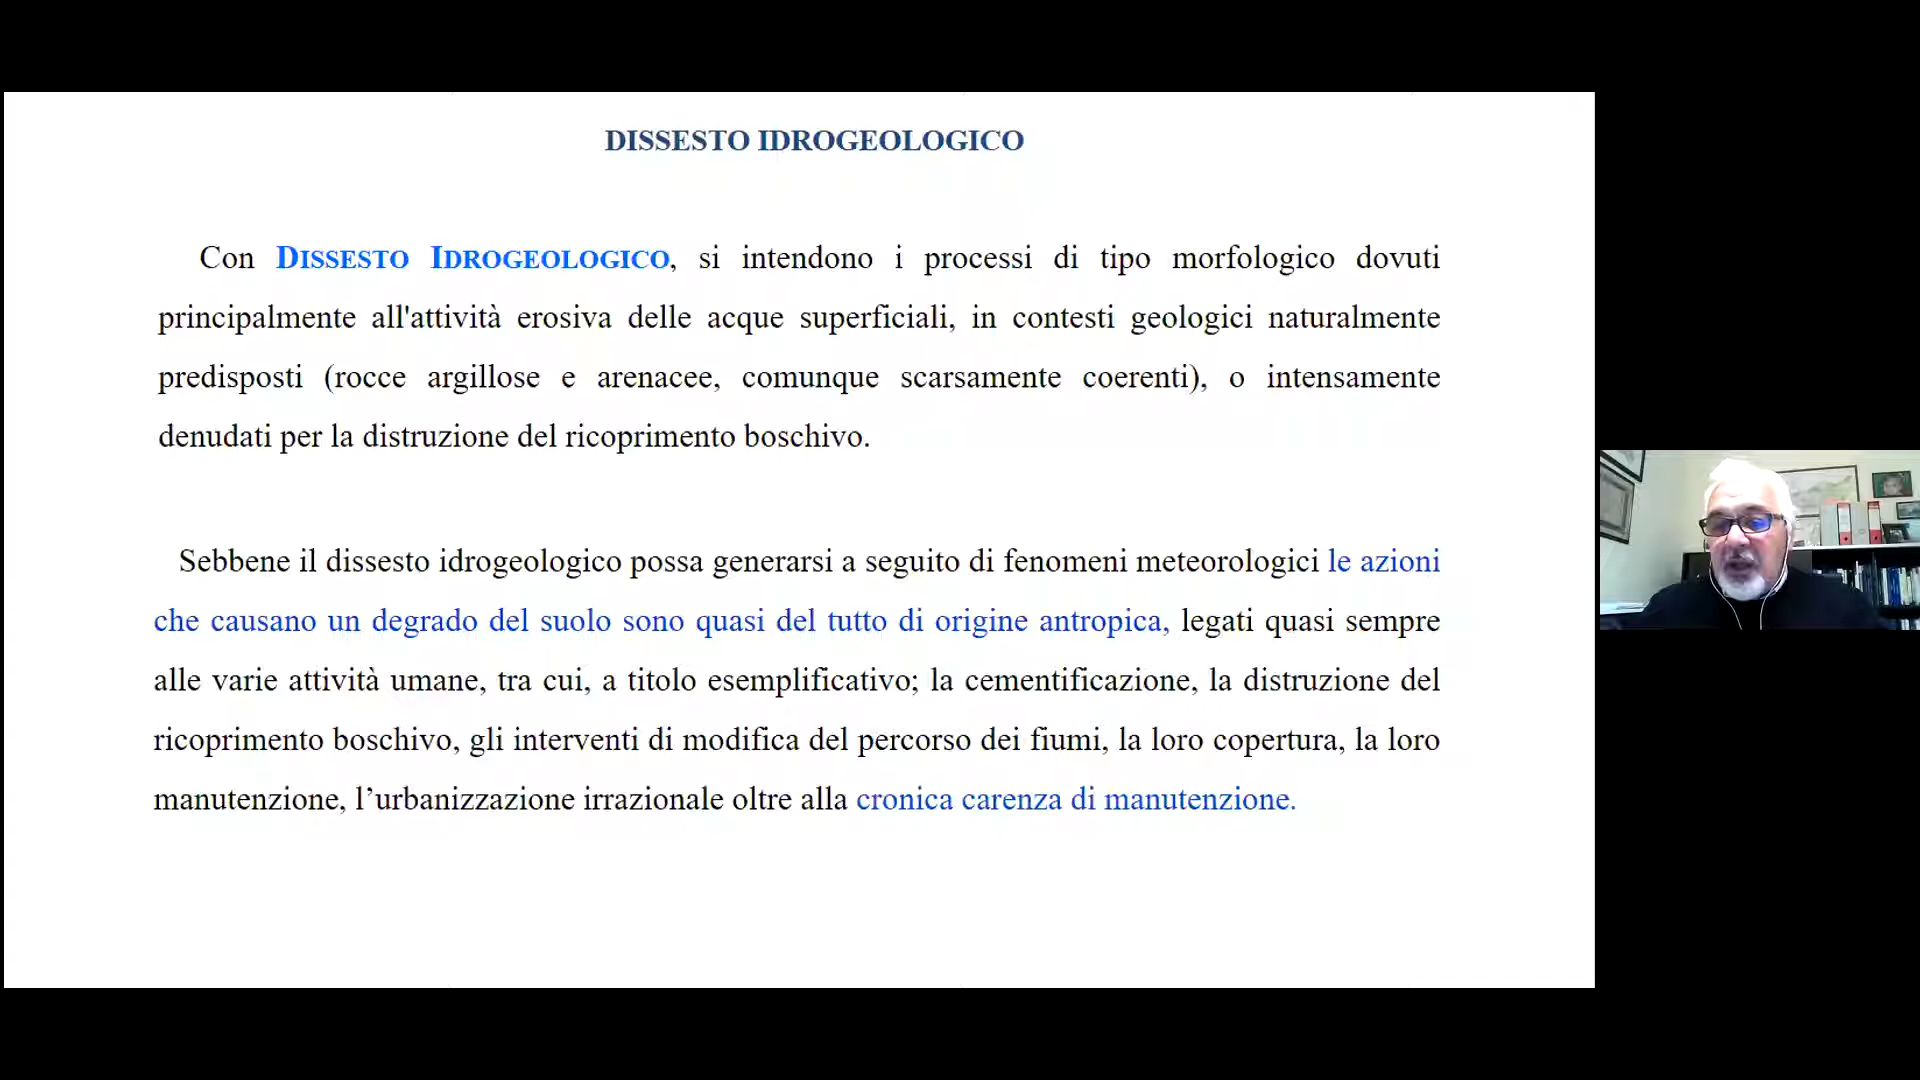 DISSESTO IDROGEOLOGICO
Con DISSESTO IDROGEOLOGICO, si intendono i processi di tipo morfologico dovuti
principalmente all'attività erosiva delle acque superficiali, in contesti geologici naturalmente
predisposti (rocce argillose e arenacee, comunque scarsamente coerenti), o intensamente
denudati per la distruzione del ricoprimento boschivo.
Sebbene il dissesto idrogeologico possa generarsi a seguito di fenomeni meteorologici le azioni
che causano un degrado del suolo sono quasi del tutto di origine antropica, legati quasi sempre
alle varie attività umane, tra cui, a titolo esemplificativo; la cementificazione, la distruzione del
ricoprimento boschivo, gli interventi di modifica del percorso dei fiumi, la loro copertura, la loro
manutenzione, l’urbanizzazione irrazionale oltre alla cronica carenza di manutenzione.